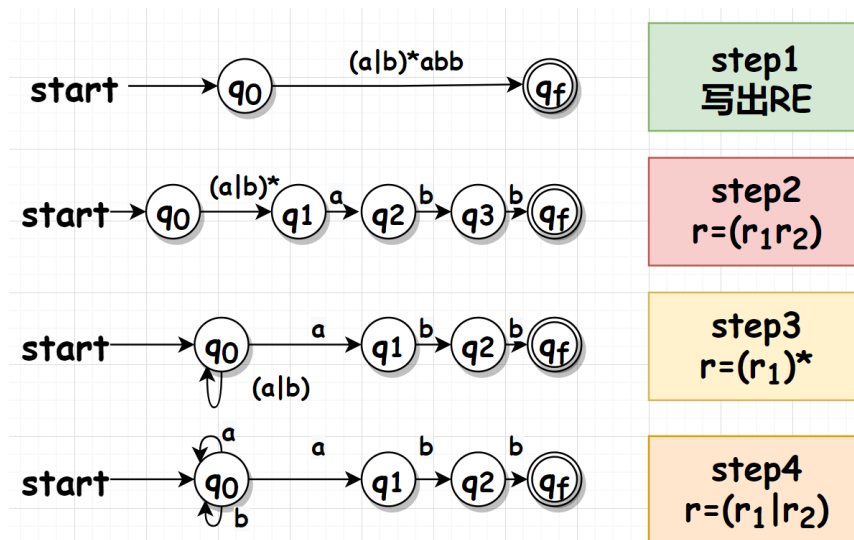 (a|b)*abb
start q0 qf
step1
写出RE
(a|b)* a b b
start q0 q1 q2 q3 qf
step2
r=(r₁r₂)
a b b
start q0 q1 q2 qf
(a|b)
step3
r=(r₁)*
a a b b
start q0 q1 q2 qf
b
step4
r=(r₁|r₂)